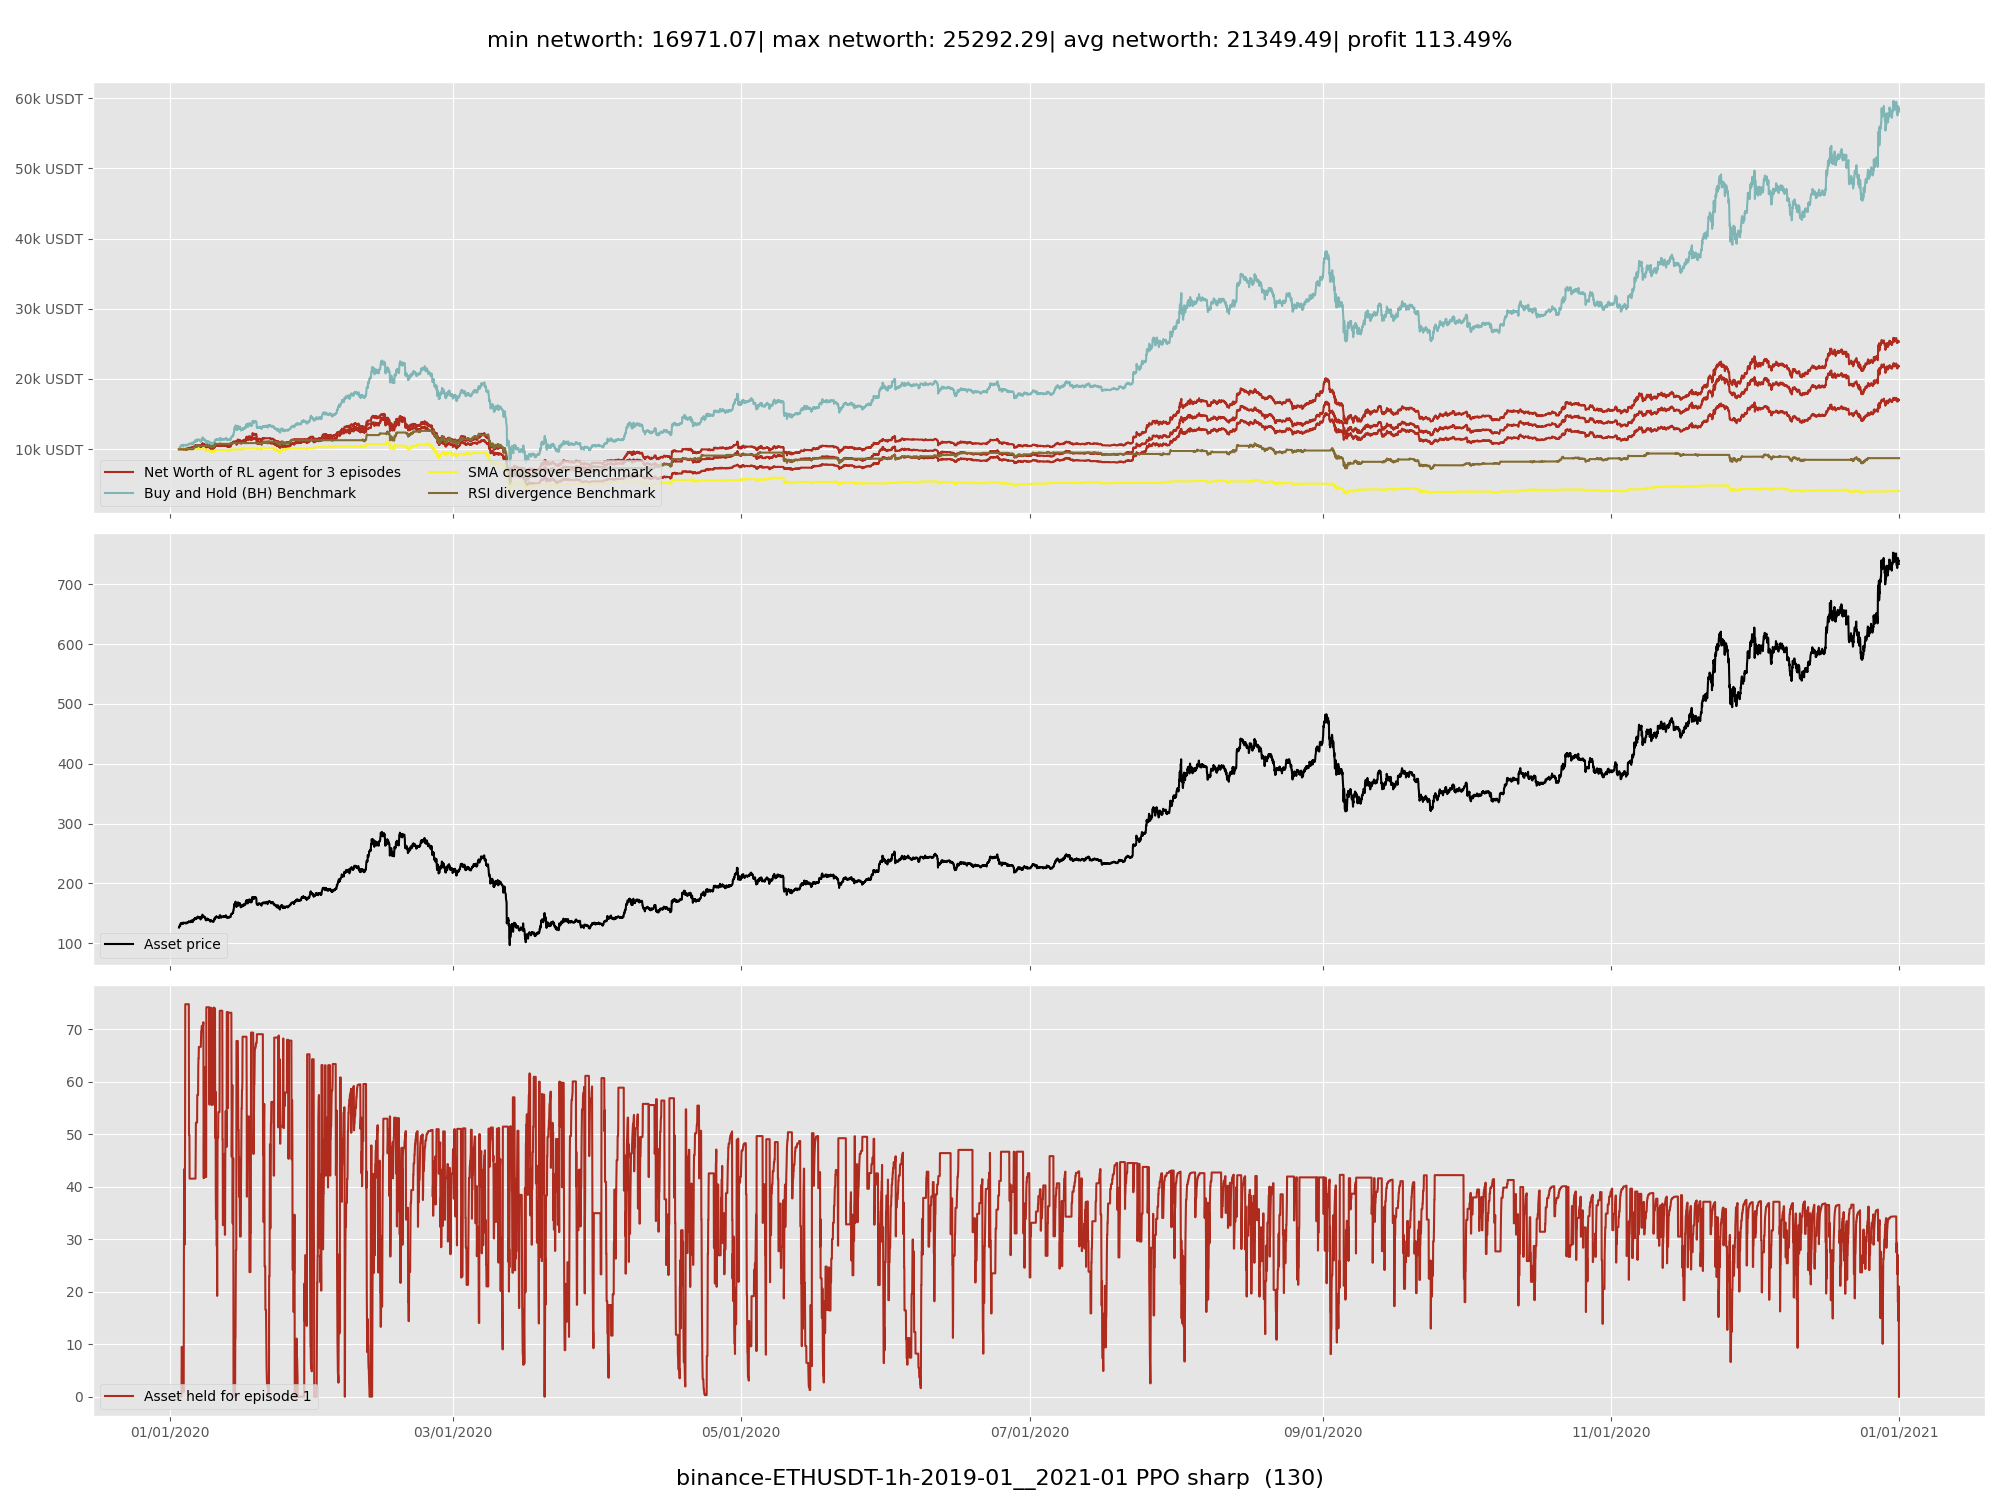 min networth: 16971.07| max networth: 25292.29| avg networth: 21349.49| profit 113.49%
60k USDT
50k USDT
40k USDT
30k USDT
20k USDT
10k USDT
Net Worth of RL agent for 3 episodes
Buy and Hold (BH) Benchmark
SMA crossover Benchmark
RSI divergence Benchmark
700
600
500
400
300
200
100
Asset price
70
60
50
40
30
20
10
0
Asset held for episode 1
01/01/2020 03/01/2020 05/01/2020 07/01/2020 09/01/2020 11/01/2020 01/01/2021
binance-ETHUSDT-1h-2019-01__2021-01 PPO sharp (130)